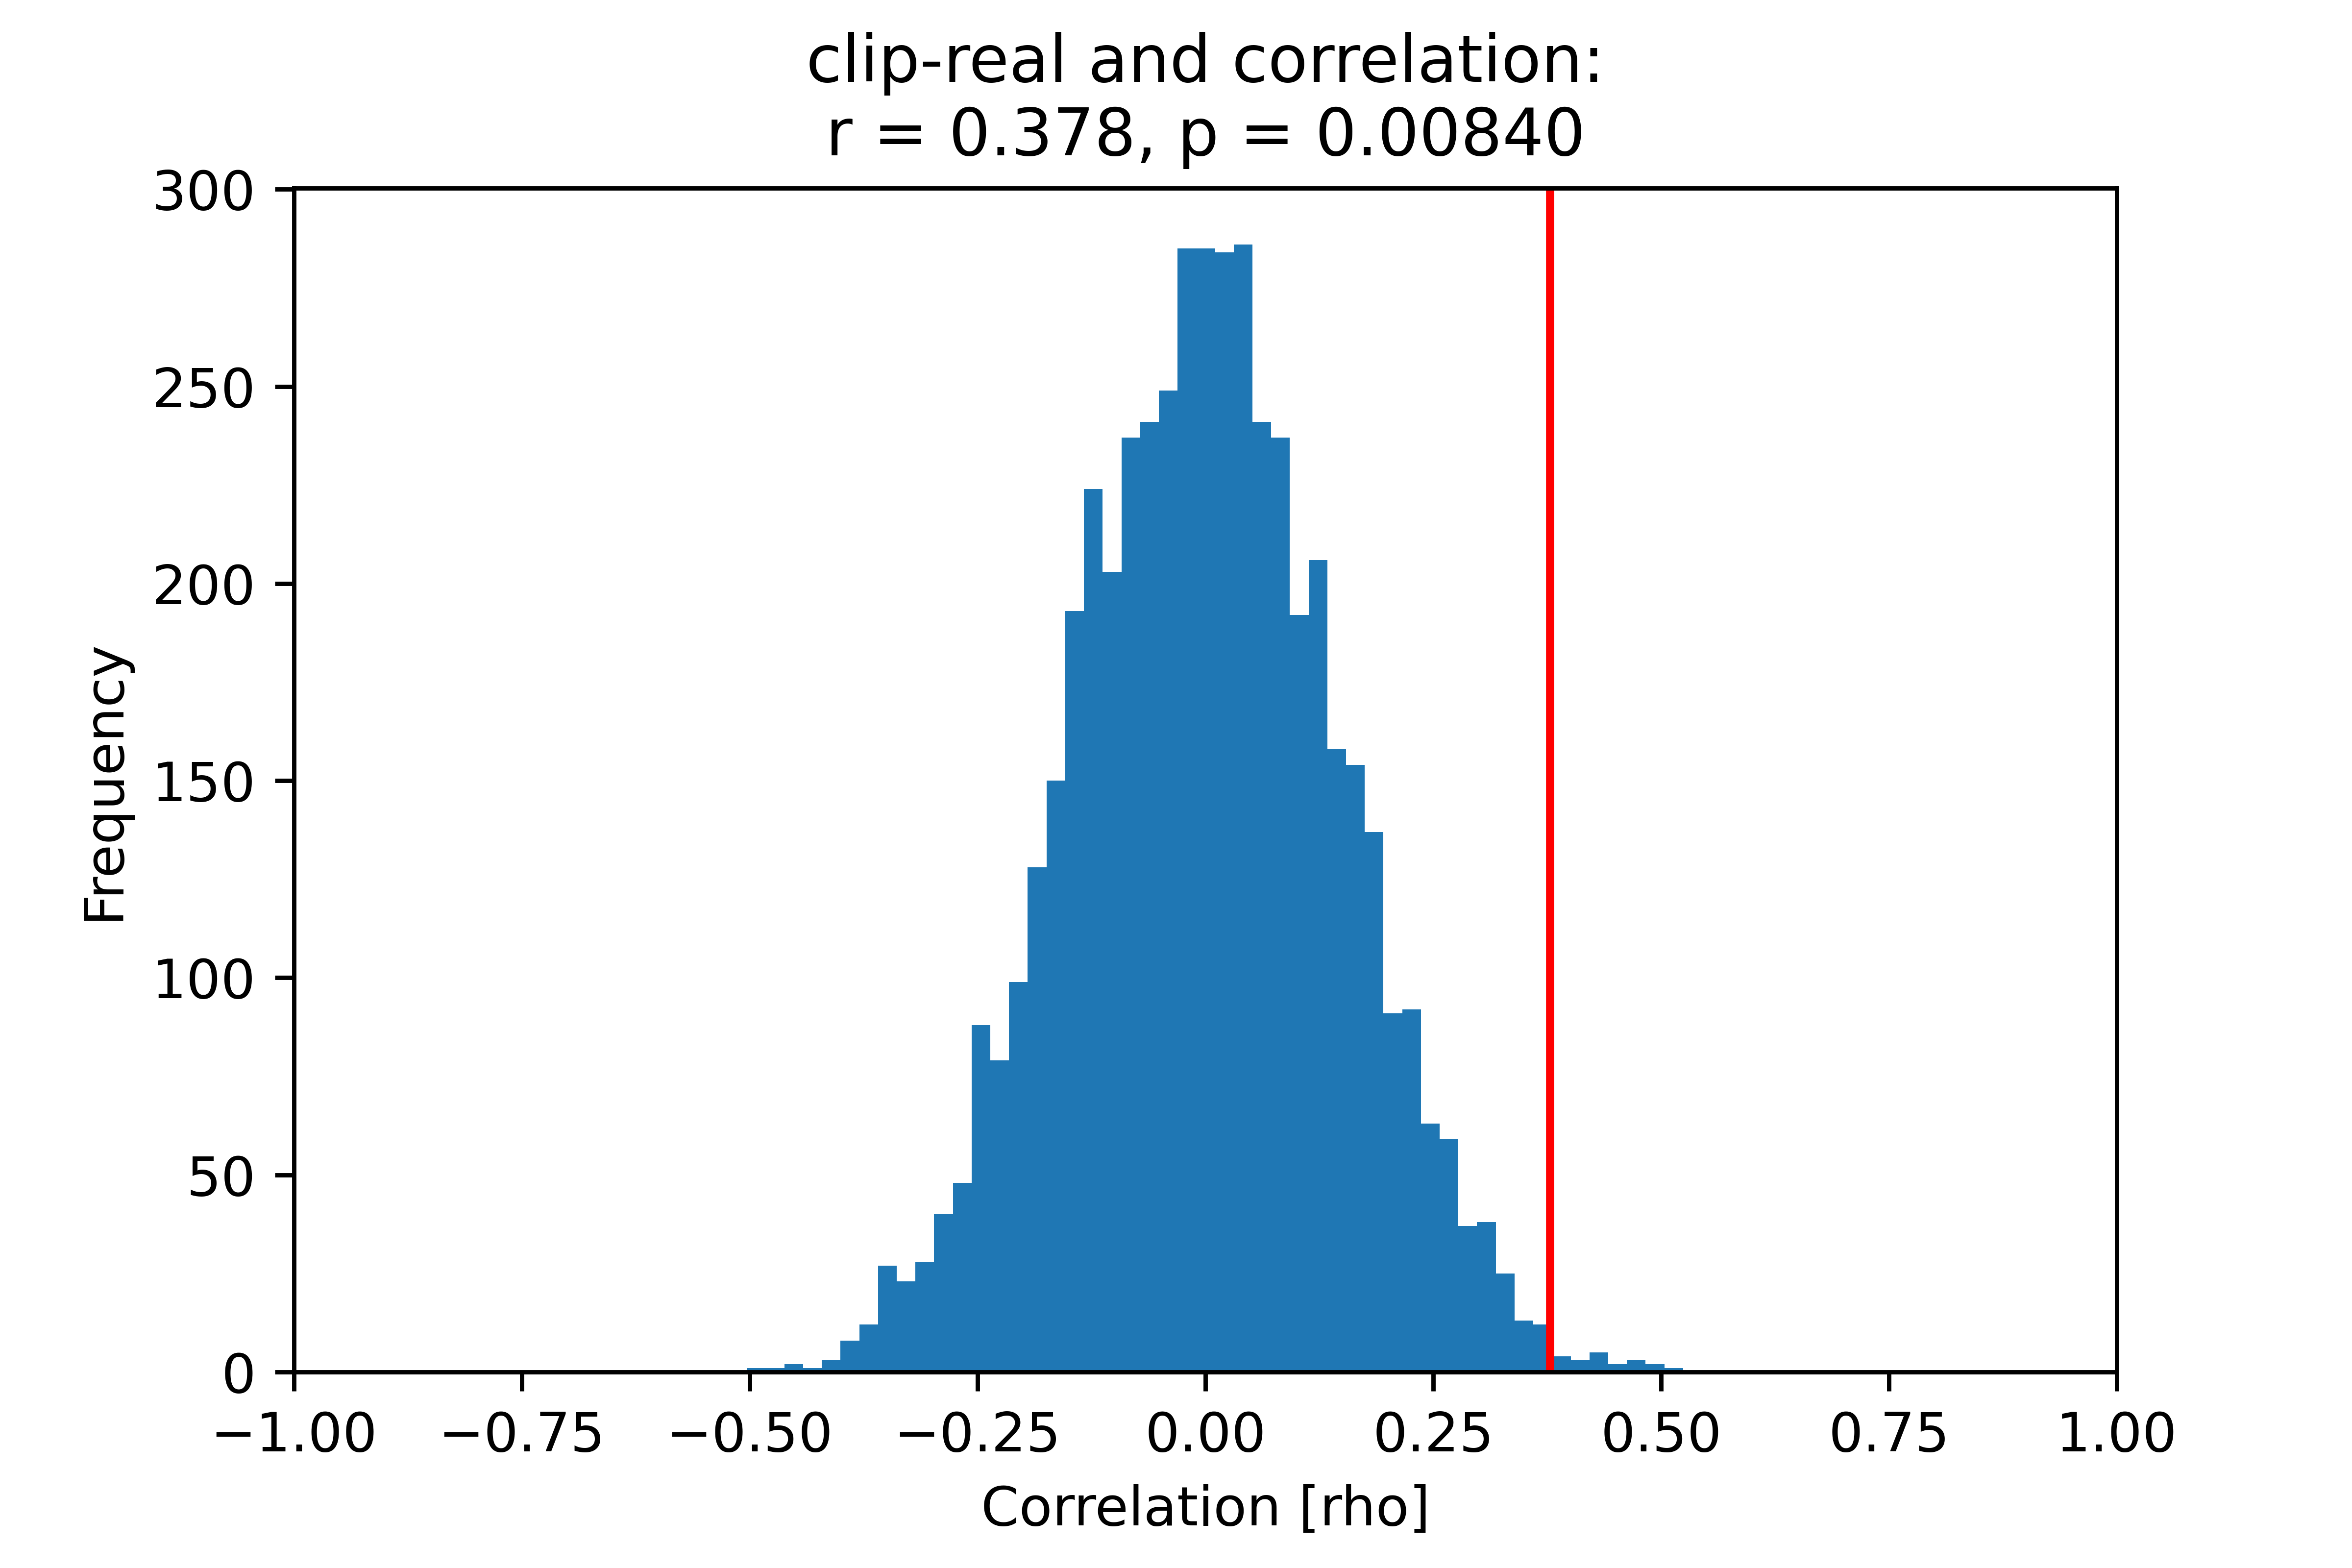 clip-real and correlation:
r = 0.378, p = 0.00840
300
250
200
150
100
50
0
Frequency
−1.00 −0.75 −0.50 −0.25 0.00 0.25 0.50 0.75 1.00
Correlation [rho]